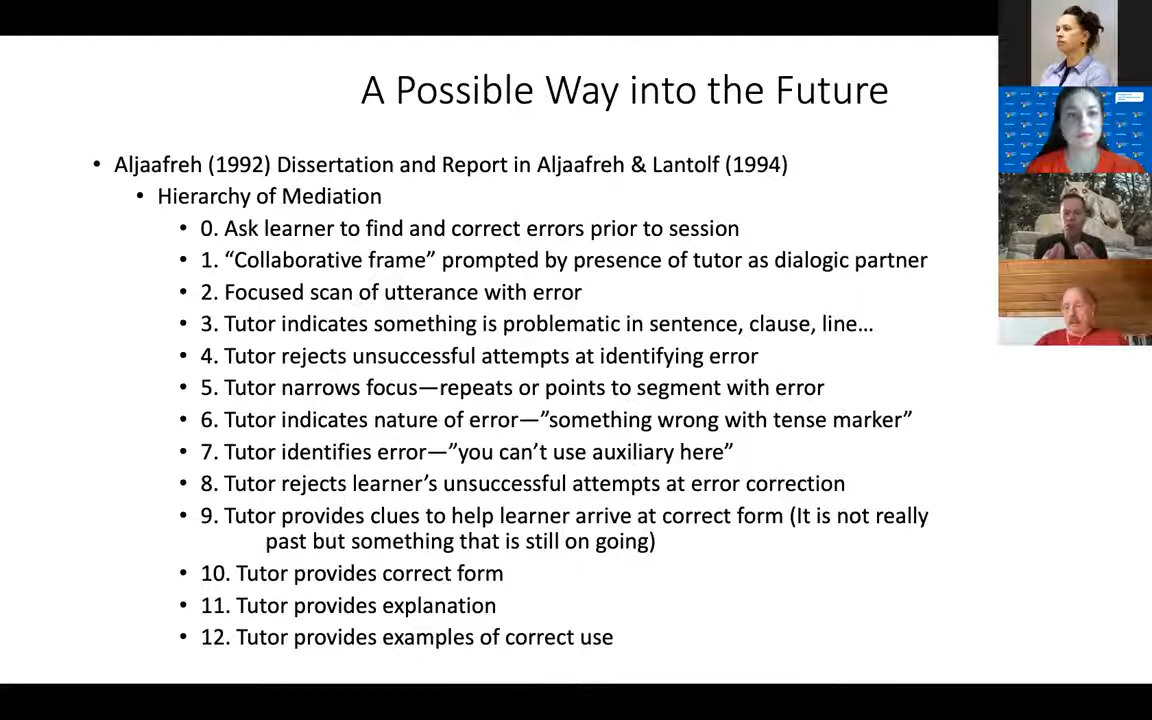 A Possible Way into the Future
• Aljaafreh (1992) Dissertation and Report in Aljaafreh & Lantolf (1994)
• Hierarchy of Mediation
• 0. Ask learner to find and correct errors prior to session
• 1. “Collaborative frame” prompted by presence of tutor as dialogic partner
• 2. Focused scan of utterance with error
• 3. Tutor indicates something is problematic in sentence, clause, line…
• 4. Tutor rejects unsuccessful attempts at identifying error
• 5. Tutor narrows focus—repeats or points to segment with error
• 6. Tutor indicates nature of error—”something wrong with tense marker”
• 7. Tutor identifies error—”you can’t use auxiliary here”
• 8. Tutor rejects learner’s unsuccessful attempts at error correction
• 9. Tutor provides clues to help learner arrive at correct form (It is not really
past but something that is still on going)
• 10. Tutor provides correct form
• 11. Tutor provides explanation
• 12. Tutor provides examples of correct use